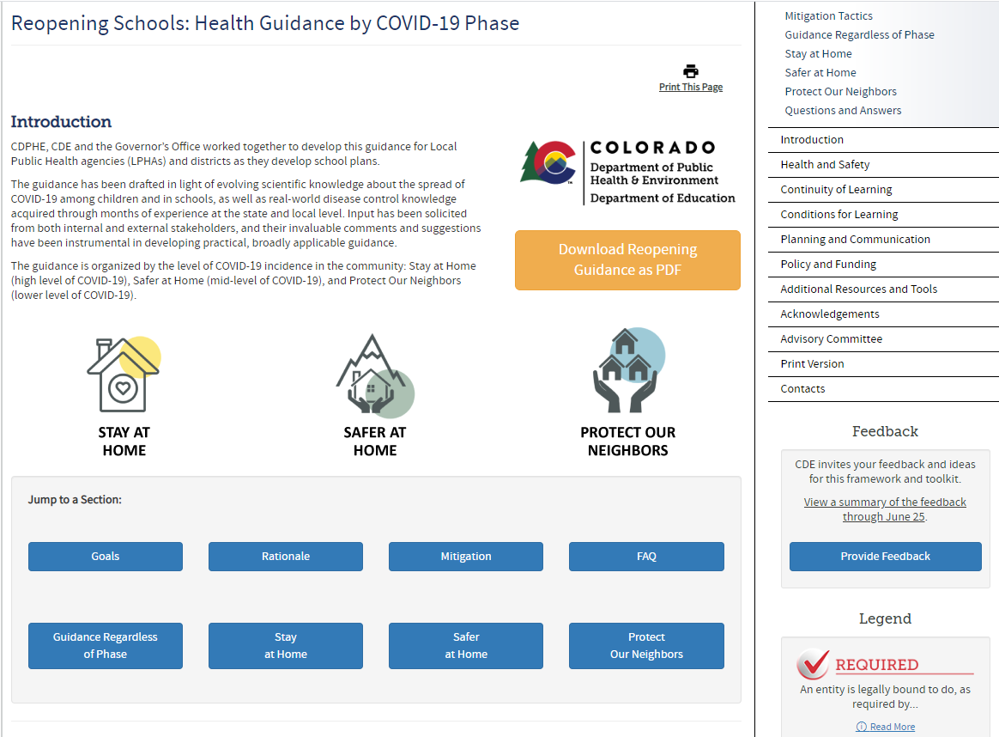 Reopening Schools: Health Guidance by COVID-19 Phase
Print This Page
Introduction
CDPHE, CDE and the Governor's Office worked together to develop this guidance for Local
Public Health agencies (LPHAs) and districts as they develop school plans.
The guidance has been drafted in light of evolving scientific knowledge about the spread of
COVID-19 among children and in schools, as well as real-world disease control knowledge
acquired through months of experience at the state and local level. Input has been solicited
from both internal and external stakeholders, and their invaluable comments and suggestions
have been instrumental in developing practical, broadly applicable guidance.
The guidance is organized by the level of COVID-19 incidence in the community: Stay at Home
(high level of COVID-19), Safer at Home (mid-level of COVID-19), and Protect Our Neighbors
(lower level of COVID-19).
COLORADO
Department of Public
Health & Environment
Department of Education
Download Reopening
Guidance as PDF
STAY AT
HOME
SAFER AT
HOME
PROTECT OUR
NEIGHBORS
Jump to a Section:
Goals
Rationale
Mitigation
FAQ
Guidance Regardless
of Phase
Stay
at Home
Safer
at Home
Protect
Our Neighbors
Mitigation Tactics
Guidance Regardless of Phase
Stay at Home
Safer at Home
Protect Our Neighbors
Questions and Answers
Introduction
Health and Safety
Continuity of Learning
Conditions for Learning
Planning and Communication
Policy and Funding
Additional Resources and Tools
Acknowledgements
Advisory Committee
Print Version
Contacts
Feedback
CDE invites your feedback and ideas
for this framework and toolkit.
View a summary of the feedback
through June 25.
Provide Feedback
Legend
REQUIRED
An entity is legally bound to do, as
required by...
Read More